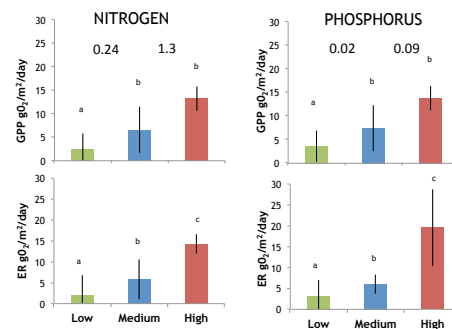 NITROGEN
0.24 1.3
GPP gO₂/m²/day
30
25
20
15
10
5
0
a
b
c
PHOSPHORUS
0.02 0.09
GPP gO₂/m²/day
30
25
20
15
10
5
0
a
b
b
ER gO₂/m²/day
30
25
20
15
10
5
0
a
b
c
Low Medium High
ER gO₂/m²/day
30
25
20
15
10
5
0
a
b
c
Low Medium High